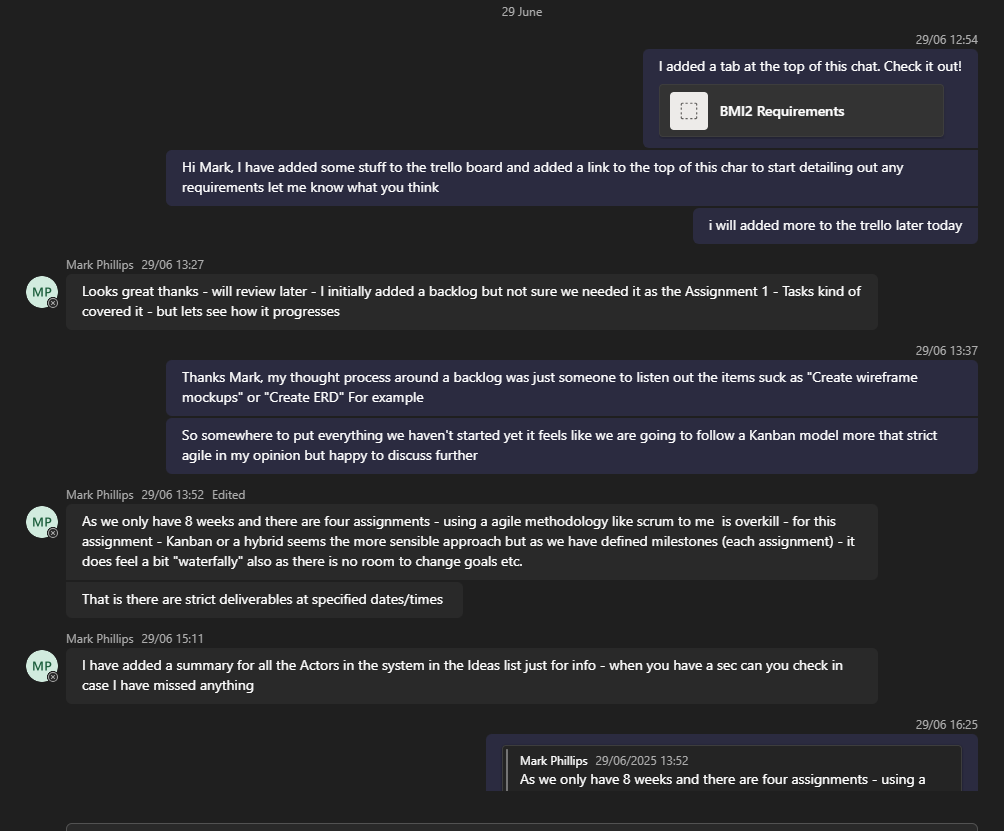 29 June
29/06 12:54
I added a tab at the top of this chat. Check it out!
BMI2 Requirements
Hi Mark, I have added some stuff to the trello board and added a link to the top of this char to start detailing out any
requirements let me know what you think
i will added more to the trello later today
Mark Phillips 29/06 13:27
MP
Looks great thanks - will review later - I initially added a backlog but not sure we needed it as the Assignment 1 - Tasks kind of
covered it - but lets see how it progresses
29/06 13:37
Thanks Mark, my thought process around a backlog was just someone to listen out the items suck as "Create wireframe
mockups" or "Create ERD" For example
So somewhere to put everything we haven't started yet it feels like we are going to follow a Kanban model more that strict
agile in my opinion but happy to discuss further
Mark Phillips 29/06 13:52 Edited
MP
As we only have 8 weeks and there are four assignments - using a agile methodology like scrum to me is overkill - for this
assignment - Kanban or a hybrid seems the more sensible approach but as we have defined milestones (each assignment) - it
does feel a bit "waterfally" also as there is no room to change goals etc.
That is there are strict deliverables at specified dates/times
Mark Phillips 29/06 15:11
MP
I have added a summary for all the Actors in the system in the Ideas list just for info - when you have a sec can you check in
case I have missed anything
29/06 16:25
Mark Phillips 29/06/2025 13:52
As we only have 8 weeks and there are four assignments - using a